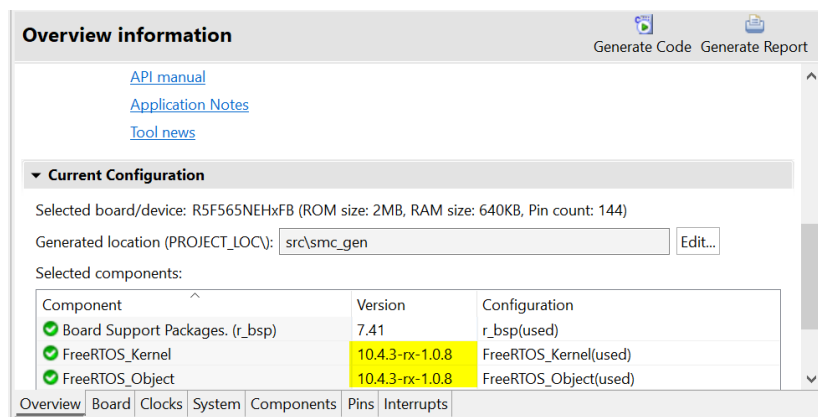 Overview information
Generate Code Generate Report
API manual
Application Notes
Tool news
Current Configuration
Selected board/device: R5F565NEHxFB (ROM size: 2MB, RAM size: 640KB, Pin count: 144)
Generated location (PROJECT_LOC\): src\smc_gen Edit...
Selected components:
Component Version Configuration
Board Support Packages. (r_bsp) 7.41 r_bsp(used)
FreeRTOS_Kernel 10.4.3-rx-1.0.8 FreeRTOS_Kernel(used)
FreeRTOS_Object 10.4.3-rx-1.0.8 FreeRTOS_Object(used)
Overview Board Clocks System Components Pins Interrupts